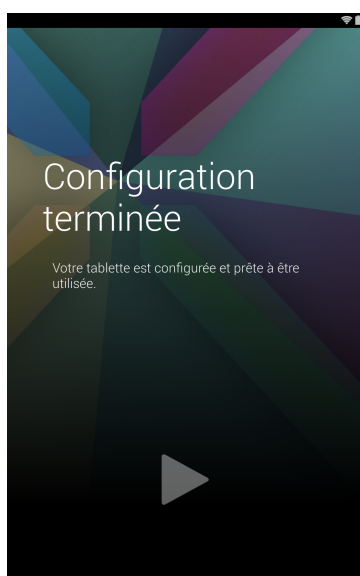 Configuration
terminée
Votre tablette est configurée et prête à être
utilisée.